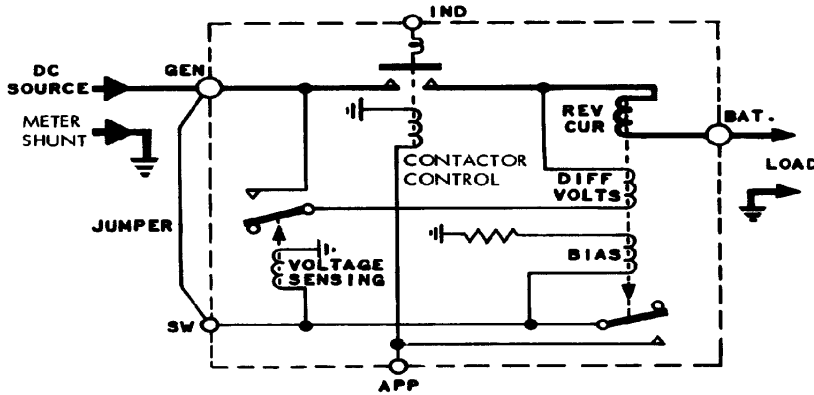 IND
GEN
DC
SOURCE
METER
SHUNT
REV
CUR
BAT.
LOAD
CONTACTOR
CONTROL
DIFF
VOLTS
JUMPER
BIAS
VOLTAGE
SENSING
SW
APP